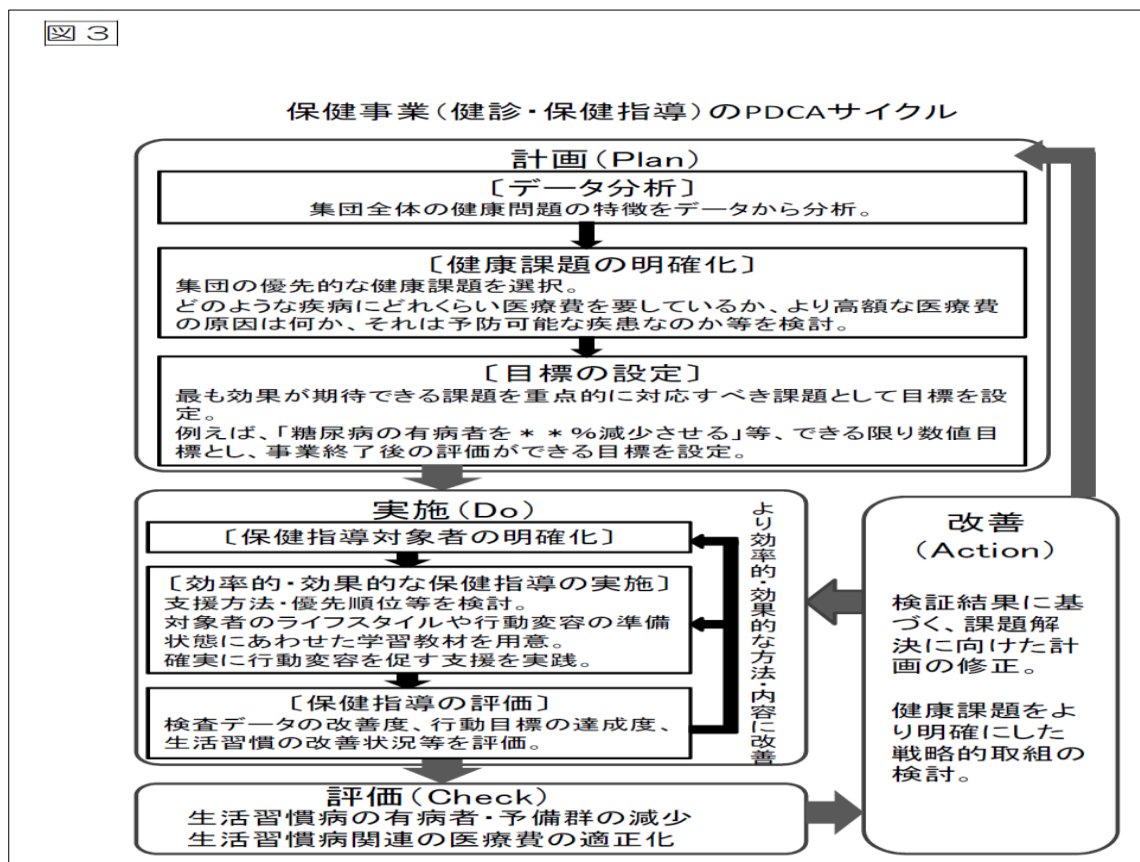 図３
保健事業（健診・保健指導）のPDCAサイクル
計画（Plan）
〔データ分析〕
集団全体の健康問題の特徴をデータから分析。
〔健康課題の明確化〕
集団の優先的な健康課題を選択。
どのような疾病にどれくらい医療費を要しているか、より高額な医療費
の原因は何か、それは予防可能な疾患なのか等を検討。
〔目標の設定〕
最も効果が期待できる課題を重点的に対応すべき課題として目標を設
定。
例えば、「糖尿病の有病者を＊＊％減少させる」等、できる限り数値目
標とし、事業終了後の評価ができる目標を設定。
実施（Do）
〔保健指導対象者の明確化〕
〔効率的・効果的な保健指導の実施〕
支援方法・優先順位等を検討。
対象者のライフスタイルや行動変容の準備
状態にあわせた学習教材を用意。
確実に行動変容を促す支援を実践。
〔保健指導の評価〕
検査データの改善度、行動目標の達成度、
生活習慣の改善状況等を評価。
より効率的・効果的な方法・内容に改善
評価（Check）
生活習慣病の有病者・予備群の減少
生活習慣病関連の医療費の適正化
改善
（Action）
検証結果に基
づく、課題解
決に向けた計
画の修正。
健康課題をよ
り明確にした
戦略的取組の
検討。